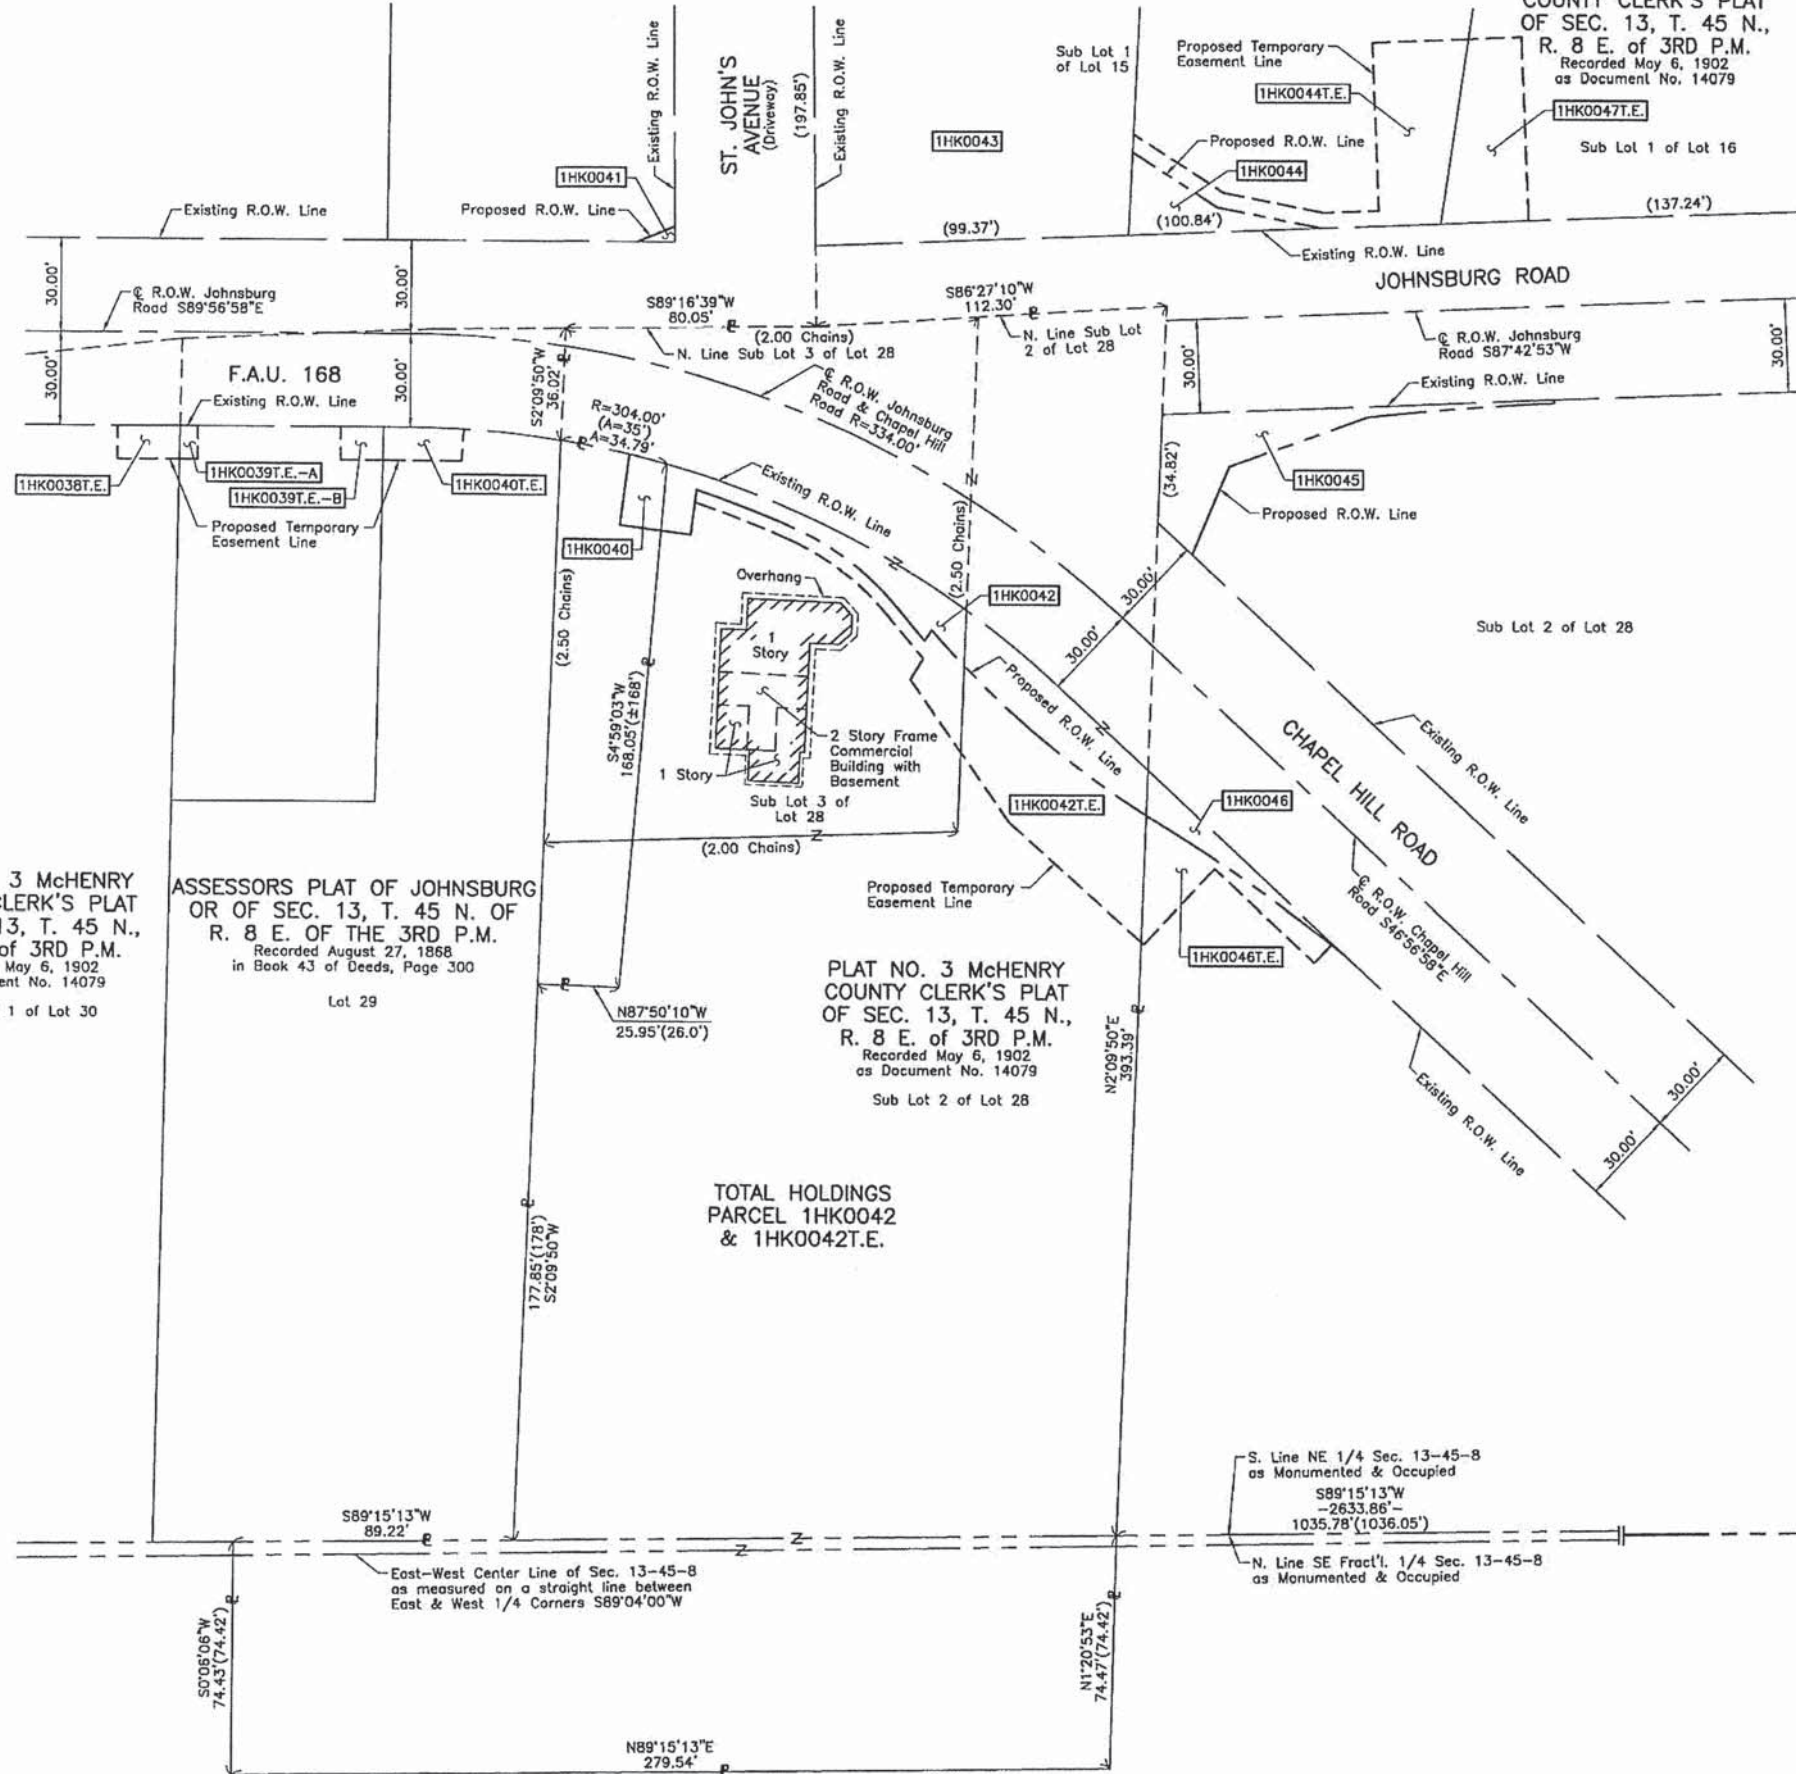 COUNTY CLERK'S PLAT
OF SEC. 13, T. 45 N.,
R. 8 E. of 3RD P.M.
Recorded May 6, 1902
as Document No. 14079
Sub Lot 1 of Lot 16
1HK0047T.E.
Proposed Temporary
Easement Line
1HK0044T.E.
Sub Lot 1
of Lot 15
Proposed R.O.W. Line
1HK0044
1HK0043
ST. JOHN'S
AVENUE
(Driveway)
(197.85')
Existing R.O.W. Line
Existing R.O.W. Line
1HK0041
Proposed R.O.W. Line
Existing R.O.W. Line
(99.37')
(100.84')
(137.24')
Existing R.O.W. Line
JOHNSBURG ROAD
30.00'
30.00'
℄ R.O.W. Johnsburg
Road S89°56'58"E
S89°16'39"W
80.05'
(2.00 Chains)
N. Line Sub Lot 3 of Lot 28
S86°27'10"W
112.30'
N. Line Sub Lot
2 of Lot 28
℄ R.O.W. Johnsburg
Road S87°42'53"W
30.00'
30.00'
30.00'
30.00'
F.A.U. 168
Existing R.O.W. Line
S2°09'50"W
36.02'
R=304.00'
(A=35')
A=34.79'
℄ R.O.W. Johnsburg
Road & Chapel Hill
Road R=334.00'
Existing R.O.W. Line
1HK0038T.E.
1HK0039T.E.-A
1HK0039T.E.-B
1HK0040T.E.
Proposed Temporary
Easement Line
1HK0040
Existing R.O.W. Line
(34.82')
1HK0045
Proposed R.O.W. Line
(2.50 Chains)
(2.50 Chains)
Overhang
1HK0042
30.00'
30.00'
Sub Lot 2 of Lot 28
1
Story
S4°59'03"W
168.05'(±168')
2 Story Frame
Commercial
Building with
Basement
1 Story
Sub Lot 3 of
Lot 28
(2.00 Chains)
Proposed R.O.W. Line
1HK0042T.E.
1HK0046
CHAPEL HILL ROAD
Existing R.O.W. Line
Proposed Temporary
Easement Line
℄ R.O.W. Chapel Hill
Road S46°56'58"E
1HK0046T.E.
3 McHENRY
CLERK'S PLAT
13, T. 45 N.,
of 3RD P.M.
May 6, 1902
ent No. 14079
1 of Lot 30
ASSESSORS PLAT OF JOHNSBURG
OR OF SEC. 13, T. 45 N. OF
R. 8 E. OF THE 3RD P.M.
Recorded August 27, 1868
in Book 43 of Deeds, Page 300
Lot 29
N87°50'10"W
25.95'(26.0')
PLAT NO. 3 McHENRY
COUNTY CLERK'S PLAT
OF SEC. 13, T. 45 N.,
R. 8 E. of 3RD P.M.
Recorded May 6, 1902
as Document No. 14079
Sub Lot 2 of Lot 28
N2°09'50"E
393.39'
Existing R.O.W. Line
30.00'
30.00'
TOTAL HOLDINGS
PARCEL 1HK0042
& 1HK0042T.E.
177.85'(178')
S2°09'50"W
S. Line NE 1/4 Sec. 13-45-8
as Monumented & Occupied
S89°15'13"W
-2633.86'-
1035.78'(1036.05')
N. Line SE Fract'l. 1/4 Sec. 13-45-8
as Monumented & Occupied
S89°15'13"W
89.22'
East-West Center Line of Sec. 13-45-8
as measured on a straight line between
East & West 1/4 Corners S89°04'00"W
S0°06'06"W
74.43'(74.42')
N1°20'53"E
74.47'(74.42')
N89°15'13"E
279.54'